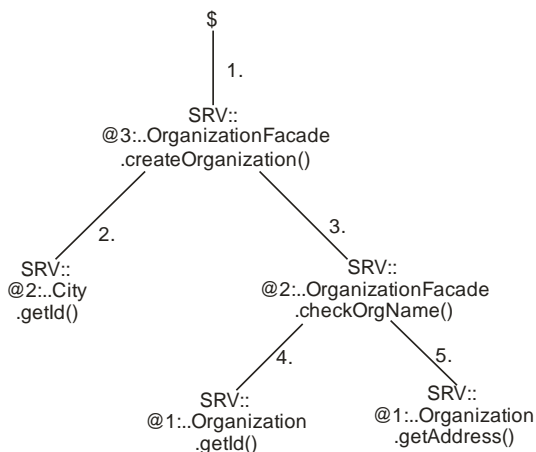 $
1.
SRV::
@3:..OrganizationFacade
.createOrganization()
2.
3.
SRV::
@2:..City
.getId()
SRV::
@2:..OrganizationFacade
.checkOrgName()
4.
5.
SRV::
@1:..Organization
.getId()
SRV::
@1:..Organization
.getAddress()